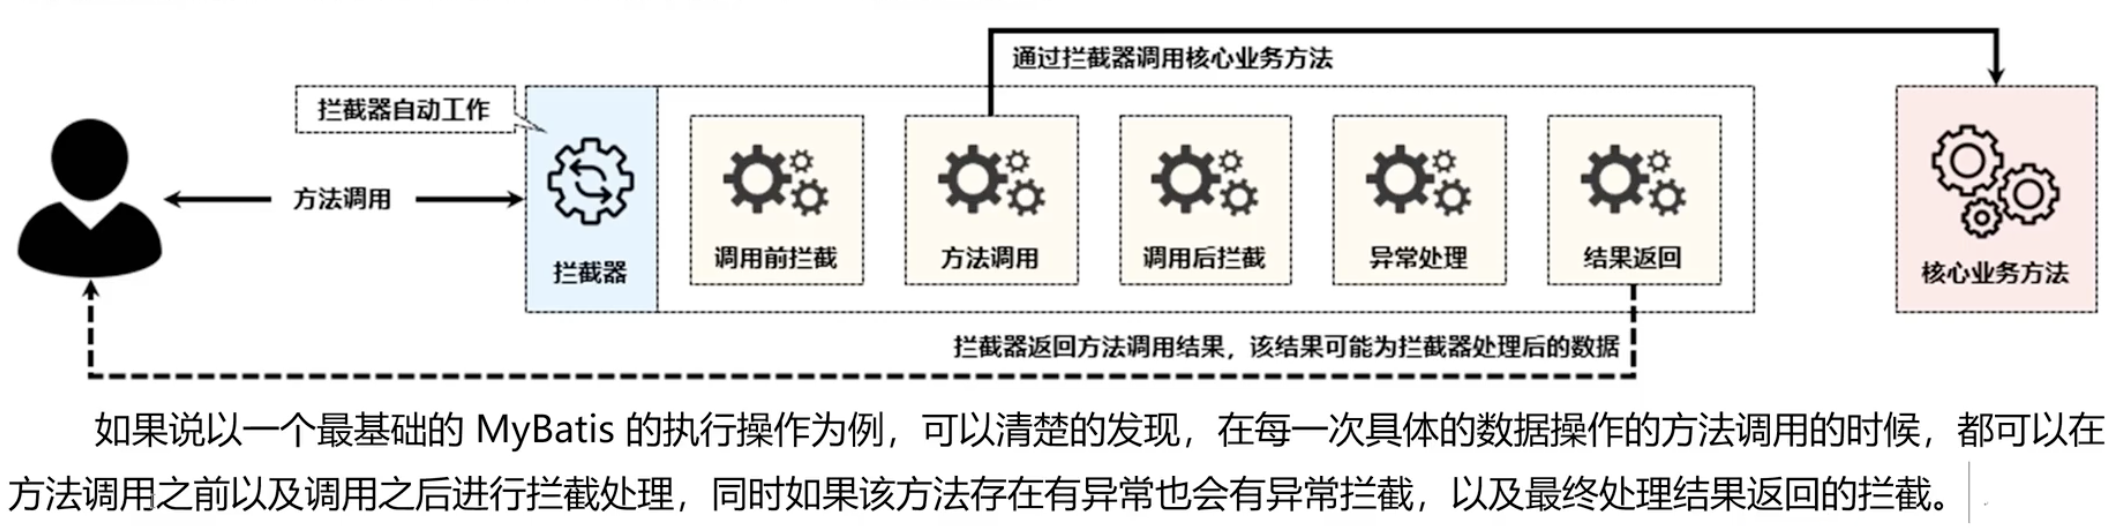 通过拦截器调用核心业务方法
拦截器自动工作
方法调用
拦截器
调用前拦截
方法调用
调用后拦截
异常处理
结果返回
核心业务方法
拦截器返回方法调用结果，该结果可能为拦截器处理后的数据
如果说以一个最基础的 MyBatis 的执行操作为例，可以清楚的发现，在每一次具体的数据操作的方法调用的时候，都可以在
方法调用之前以及调用之后进行拦截处理，同时如果该方法存在有异常也会有异常拦截，以及最终处理结果返回的拦截。